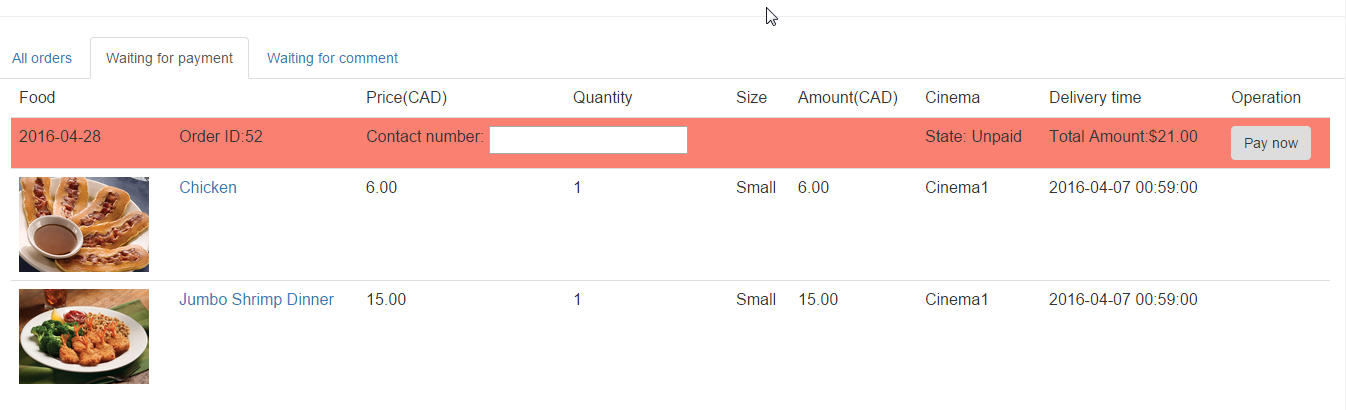 All orders Waiting for payment Waiting for comment
Food Price(CAD) Quantity Size Amount(CAD) Cinema Delivery time Operation
2016-04-28 Order ID:52 Contact number: State: Unpaid Total Amount:$21.00 Pay now
Chicken 6.00 1 Small 6.00 Cinema1 2016-04-07 00:59:00
Jumbo Shrimp Dinner 15.00 1 Small 15.00 Cinema1 2016-04-07 00:59:00